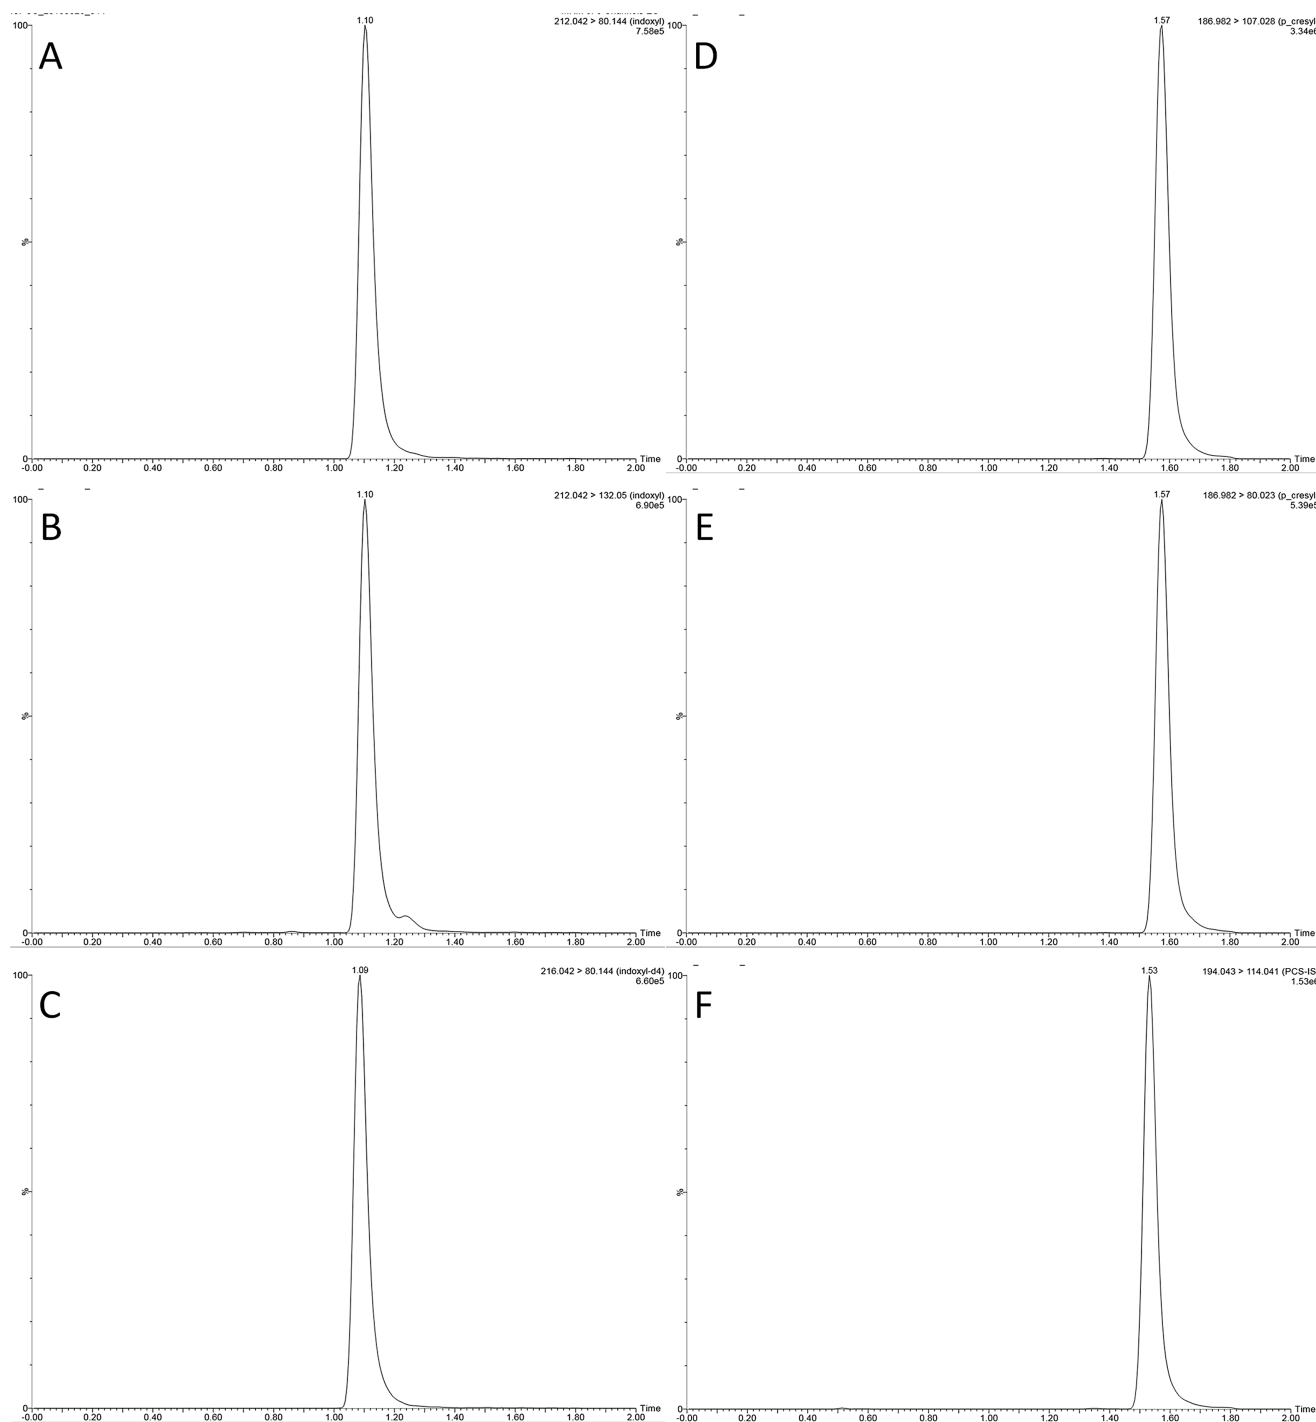 1.10
212.042 > 80.144 (indoxyl)
7.58e5
100
A
%
0
-0.00 0.20 0.40 0.60 0.80 1.00 1.20 1.40 1.60 1.80 2.00
Time
1.57
186.982 > 107.028 (p_cresyl
3.34e6
100
D
%
0
-0.00 0.20 0.40 0.60 0.80 1.00 1.20 1.40 1.60 1.80 2.00
Time
1.10
212.042 > 132.05 (indoxyl)
6.90e5
100
B
%
0
-0.00 0.20 0.40 0.60 0.80 1.00 1.20 1.40 1.60 1.80 2.00
Time
1.57
186.982 > 80.023 (p_cresyl
5.39e5
100
E
%
0
-0.00 0.20 0.40 0.60 0.80 1.00 1.20 1.40 1.60 1.80 2.00
Time
1.09
216.042 > 80.144 (indoxyl-d4)
6.60e5
100
C
%
0
-0.00 0.20 0.40 0.60 0.80 1.00 1.20 1.40 1.60 1.80 2.00
Time
1.53
194.043 > 114.041 (PCS-IS
1.53e6
100
F
%
0
-0.00 0.20 0.40 0.60 0.80 1.00 1.20 1.40 1.60 1.80 2.00
Time